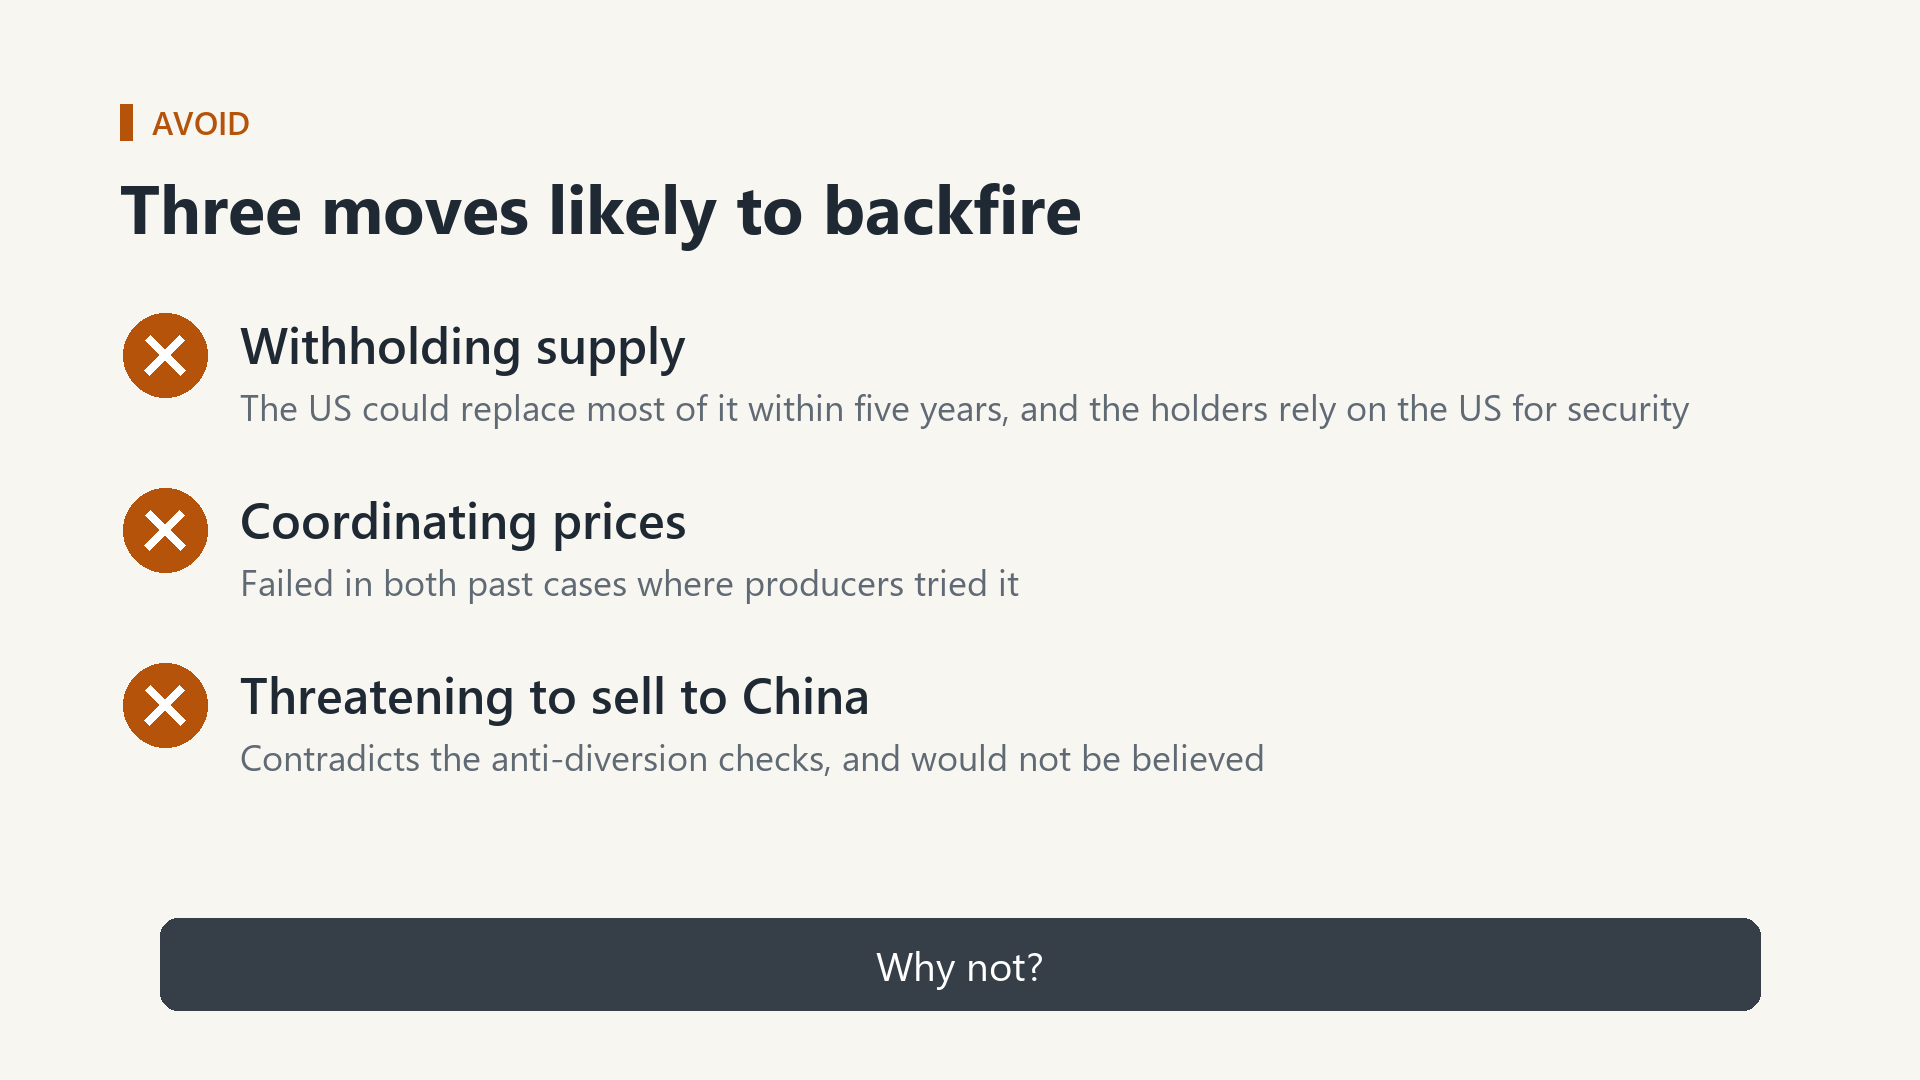 AVOID
Three moves likely to backfire
Withholding supply
The US could replace most of it within five years, and the holders rely on the US for security
Coordinating prices
Failed in both past cases where producers tried it
Threatening to sell to China
Contradicts the anti-diversion checks, and would not be believed
Why not?